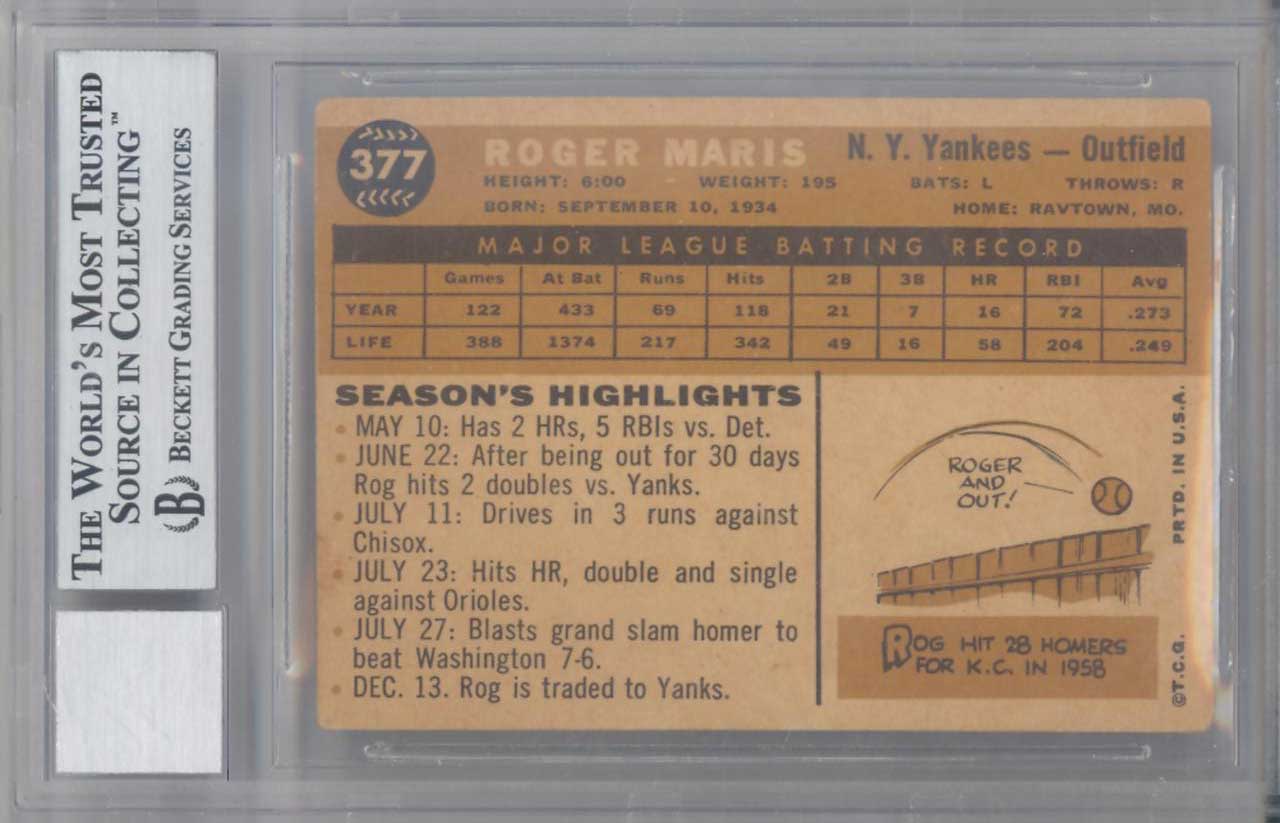 THE WORLD'S MOST TRUSTED
SOURCE IN COLLECTING™
B BECKETT GRADING SERVICES
377
ROGER MARIS N. Y. Yankees — Outfield
HEIGHT: 6:00 WEIGHT: 195 BATS: L THROWS: R
BORN: SEPTEMBER 10, 1934 HOME: RAVTOWN, MO.
MAJOR LEAGUE BATTING RECORD
Games At Bat Runs Hits 2B 3B HR RBI Avg
YEAR 122 433 69 118 21 7 16 72 .273
LIFE 388 1374 217 342 49 16 58 204 .249
SEASON'S HIGHLIGHTS
• MAY 10: Has 2 HRs, 5 RBIs vs. Det.
• JUNE 22: After being out for 30 days
Rog hits 2 doubles vs. Yanks.
• JULY 11: Drives in 3 runs against
Chisox.
• JULY 23: Hits HR, double and single
against Orioles.
• JULY 27: Blasts grand slam homer to
beat Washington 7-6.
• DEC. 13. Rog is traded to Yanks.
ROGER
AND
OUT!
ROG HIT 28 HOMERS
FOR K.C. IN 1958
©T.C.G. PRTD. IN U.S.A.